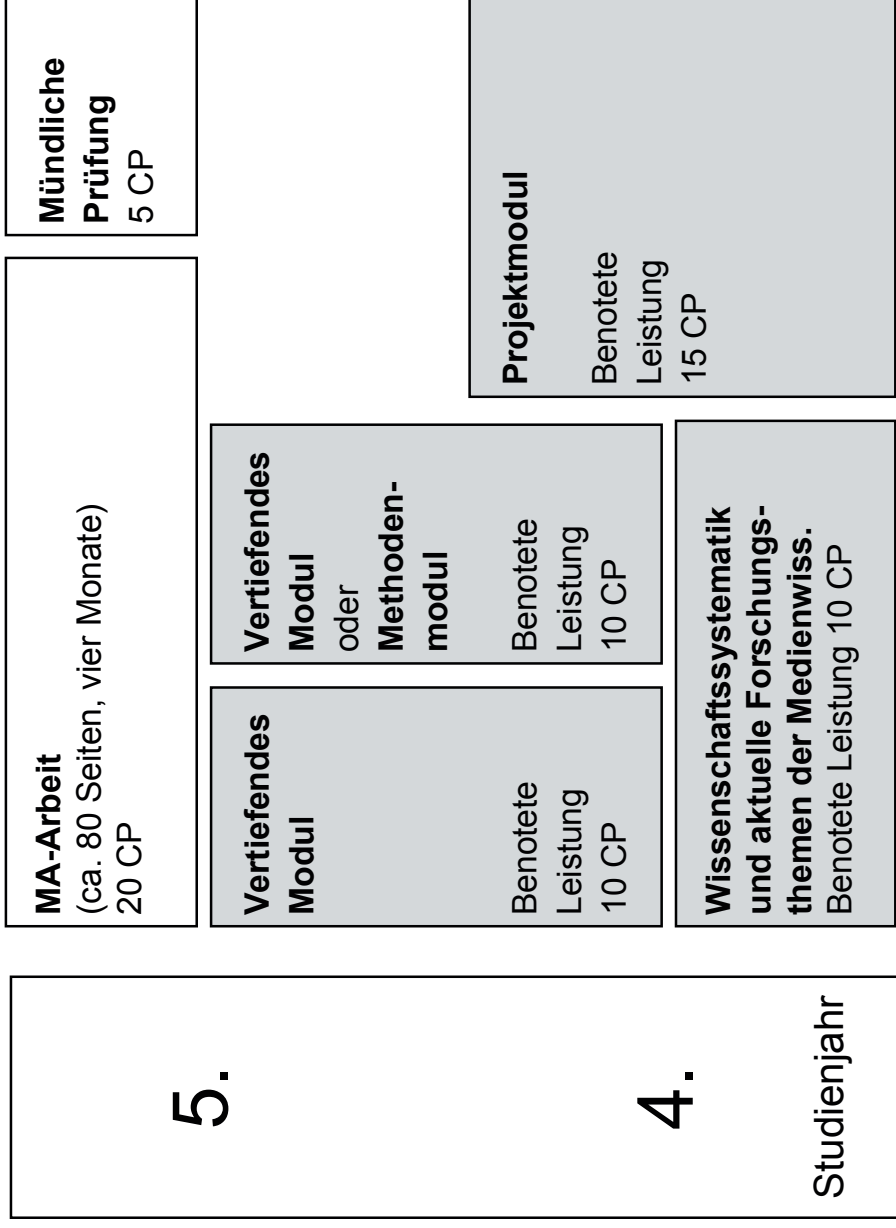 5.
4.
Studienjahr
MA-Arbeit
(ca. 80 Seiten, vier Monate)
20 CP
Mündliche
Prüfung
5 CP
Vertiefendes
Modul
Benotete
Leistung
10 CP
Vertiefendes
Modul
oder
Methoden-
modul
Benotete
Leistung
10 CP
Projektmodul
Benotete
Leistung
15 CP
Wissenschaftssystematik
und aktuelle Forschungs-
themen der Medienwiss.
Benotete Leistung 10 CP